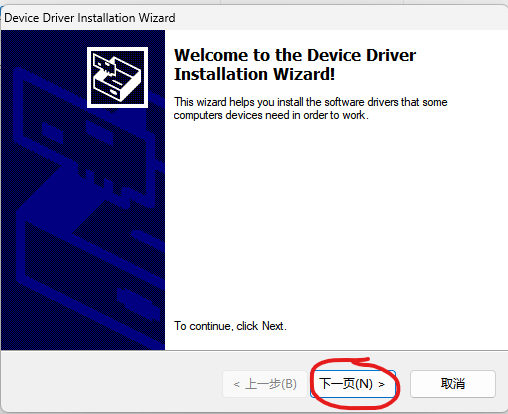 Device Driver Installation Wizard
Welcome to the Device Driver
Installation Wizard!
This wizard helps you install the software drivers that some
computers devices need in order to work.
To continue, click Next.
< 上一步(B)
下一页(N) >
取消